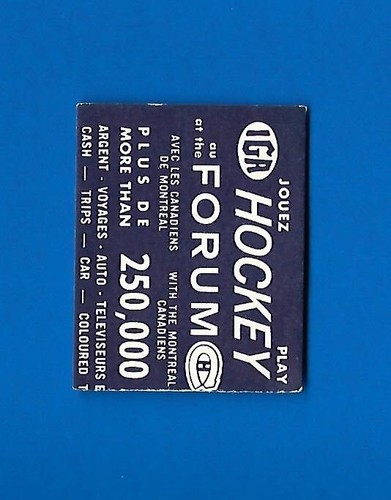 JOUEZ PLAY
IGA HOCKEY
au
at the FORUM
AVEC LES CANADIENS
DE MONTREAL
WITH THE MONTREAL
CANADIENS
PLUS DE
MORE THAN 250,000
ARGENT - VOYAGES - AUTO - TELEVISEURS
CASH — TRIPS — CAR — COLOURED